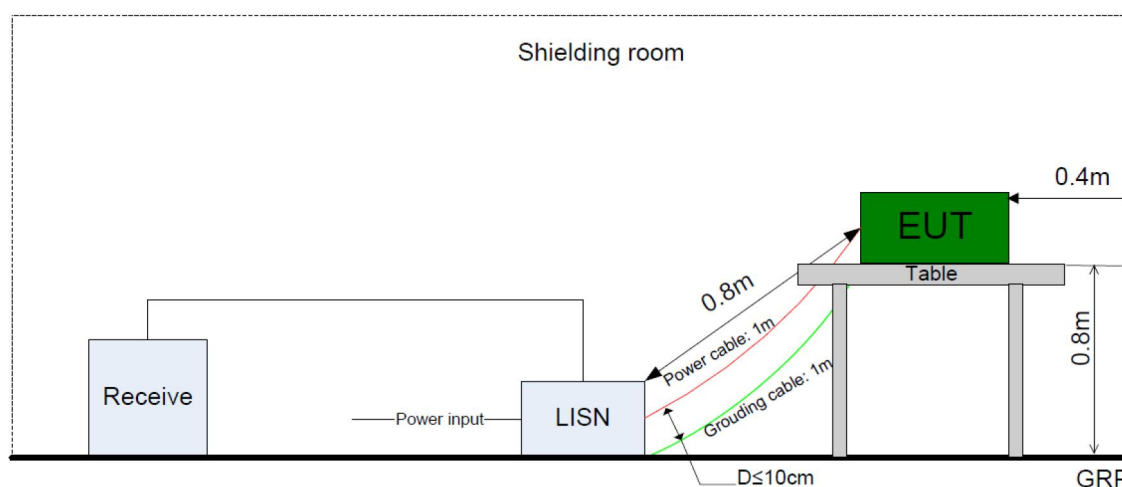 Shielding room
0.4m
EUT
Table
0.8m
0.8m
Power cable: 1m
Grouding cable: 1m
Receive
Power input
LISN
D≤10cm
GRP